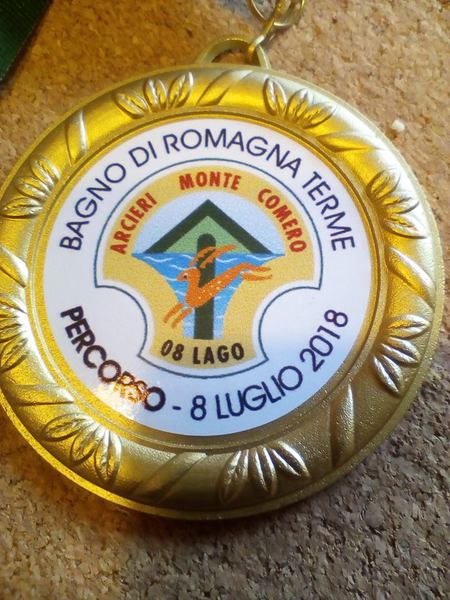 BAGNO DI ROMAGNA TERME
ARCIERI MONTE COMERO
08 LAGO
PERCORSO - 8 LUGLIO 2018